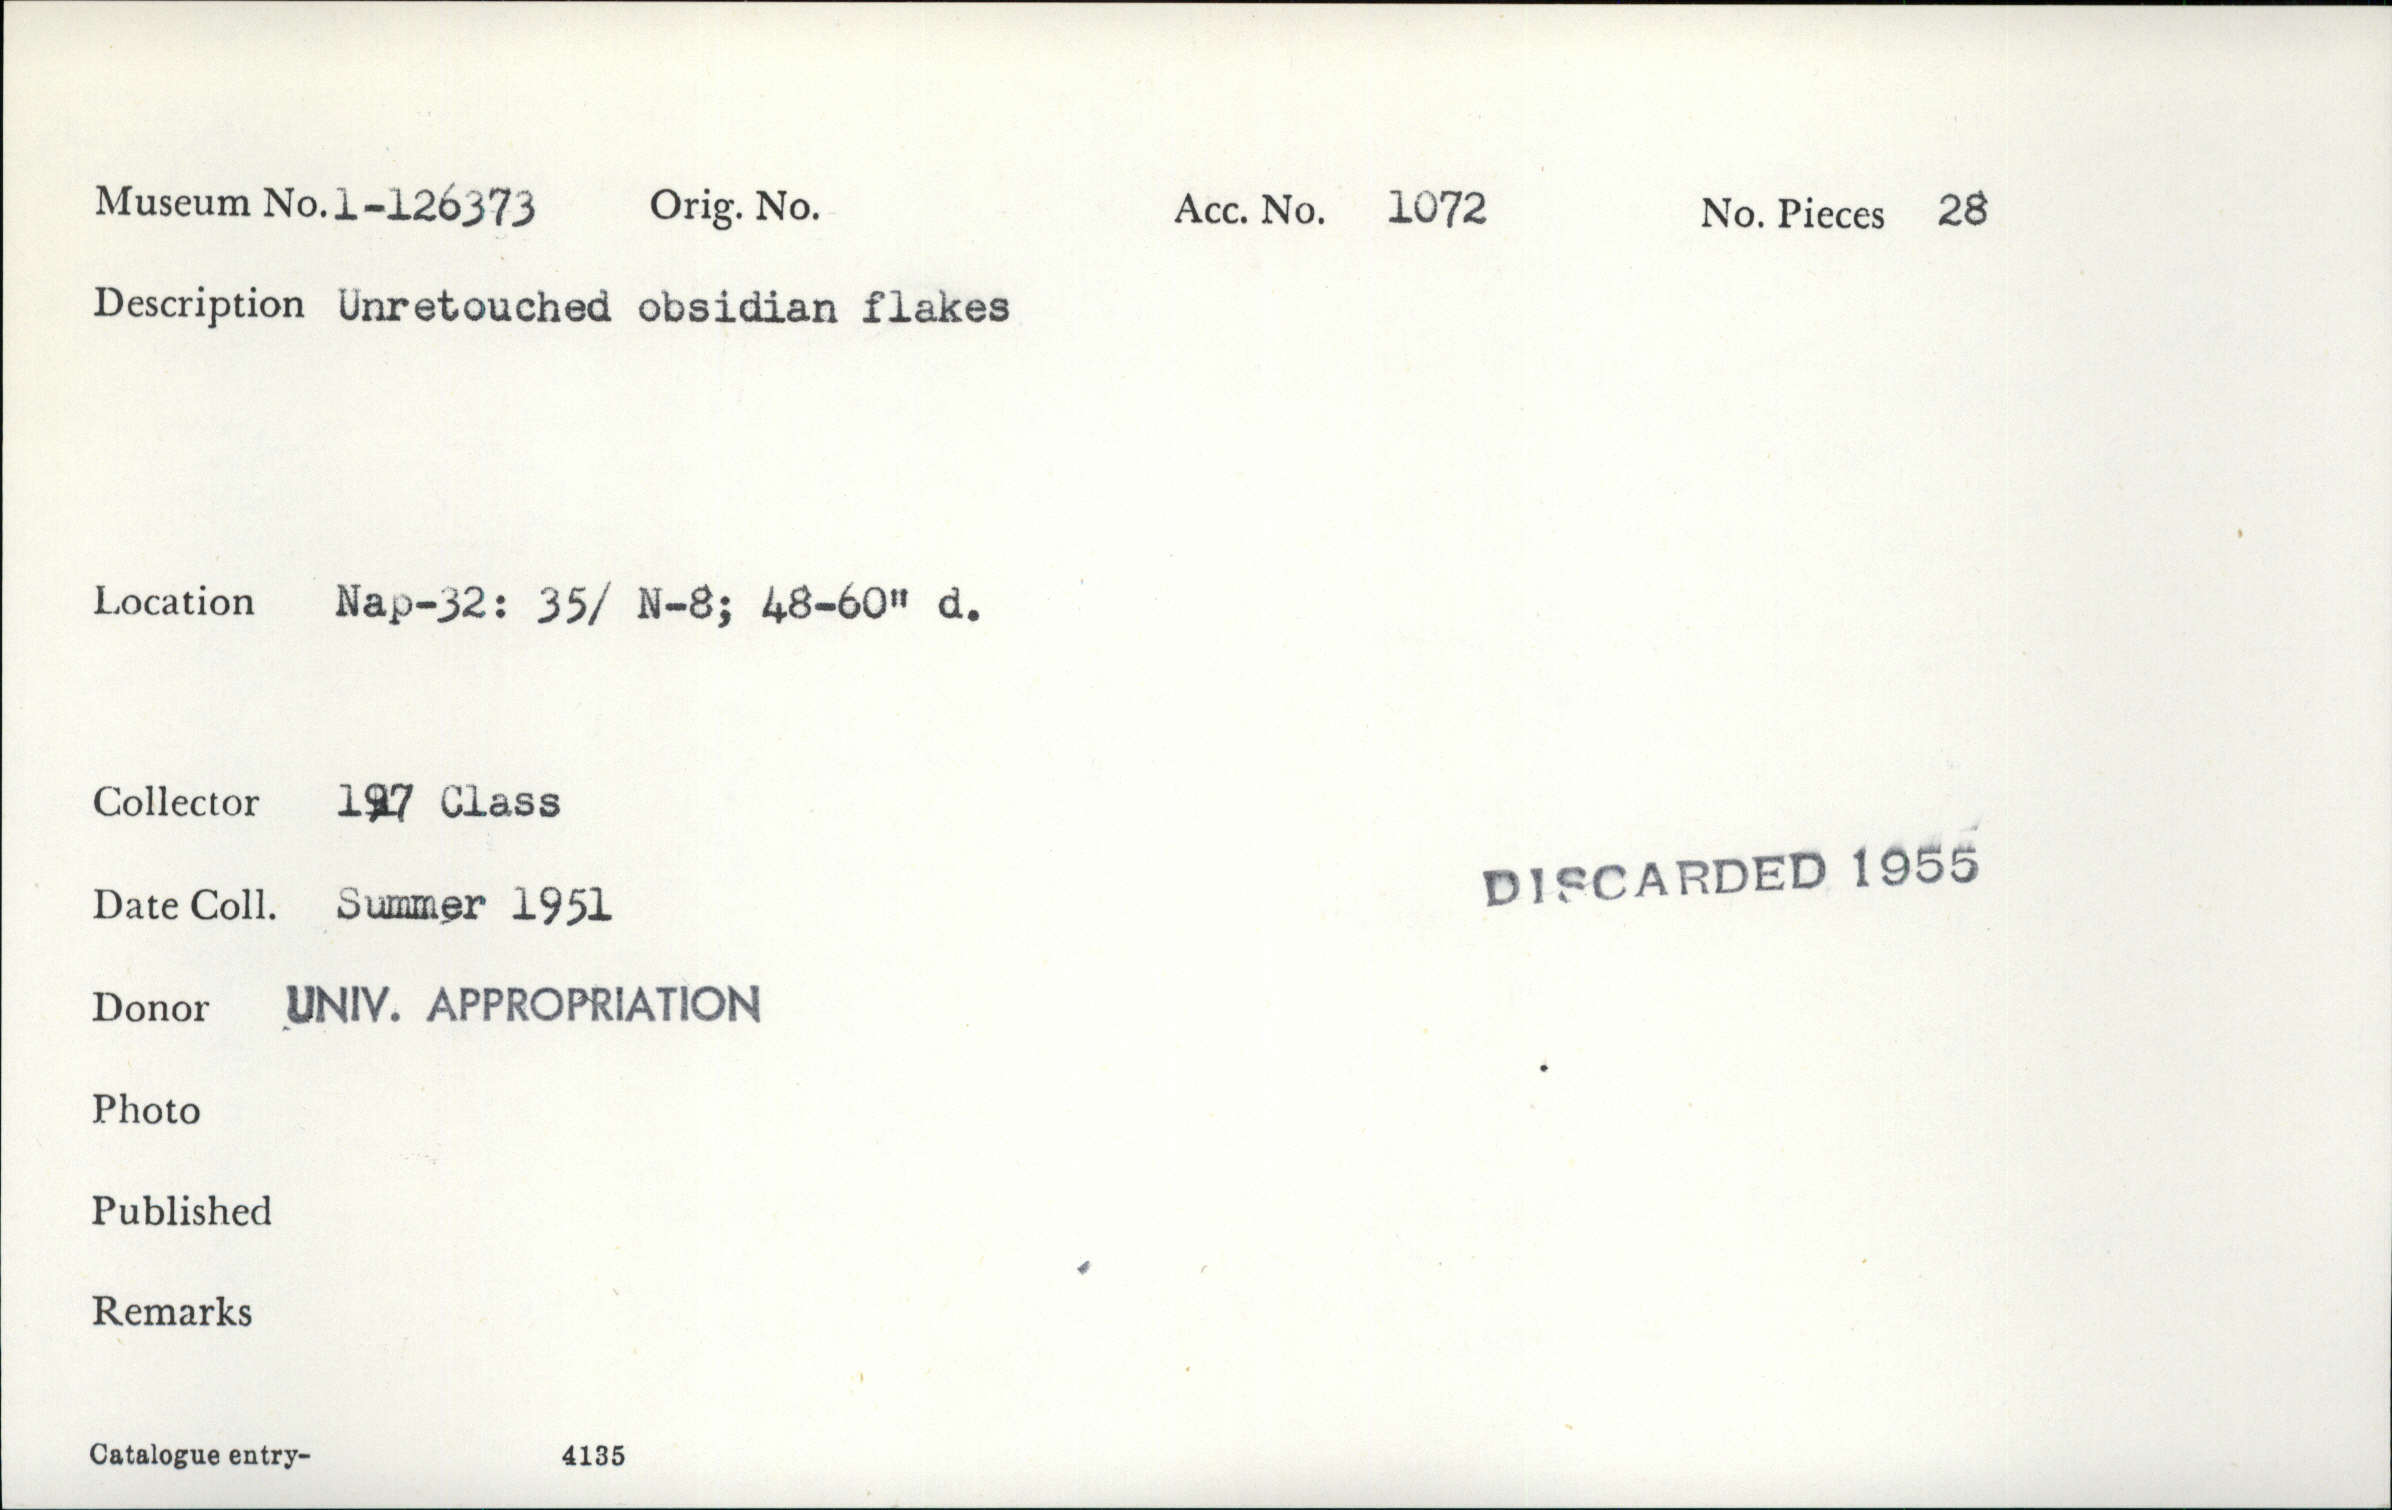 Museum No. 1-126373 Orig. No. Acc. No. 1072 No. Pieces 28
Description Unretouched obsidian flakes
Location Nap-32: 35/ N-8; 48-60" d.
Collector 197 Class
DISCARDED 1955
Date Coll. Summer 1951
Donor UNIV. APPROPRIATION
Photo
Published
Remarks
Catalogue entry- 4135